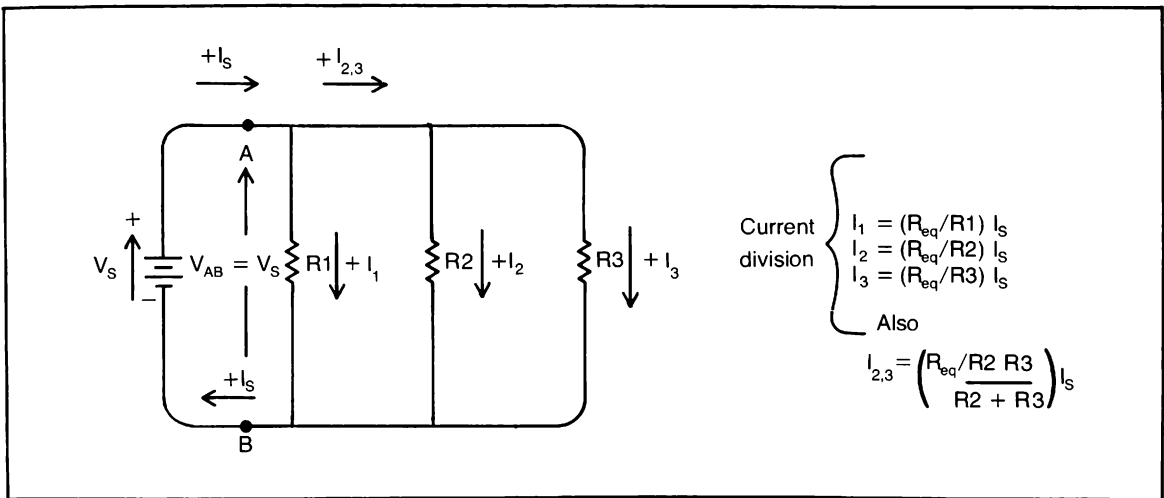 +I_S
+ I_2,3
A
+
V_S
V_AB = V_S
R1
+ I_1
R2
+I_2
R3
+ I_3
−
+I_S
B
Current
division
I_1 = (R_eq/R1) I_S
I_2 = (R_eq/R2) I_S
I_3 = (R_eq/R3) I_S
Also
I_2,3 = (R_eq/R2 R3
R2 + R3) I_S